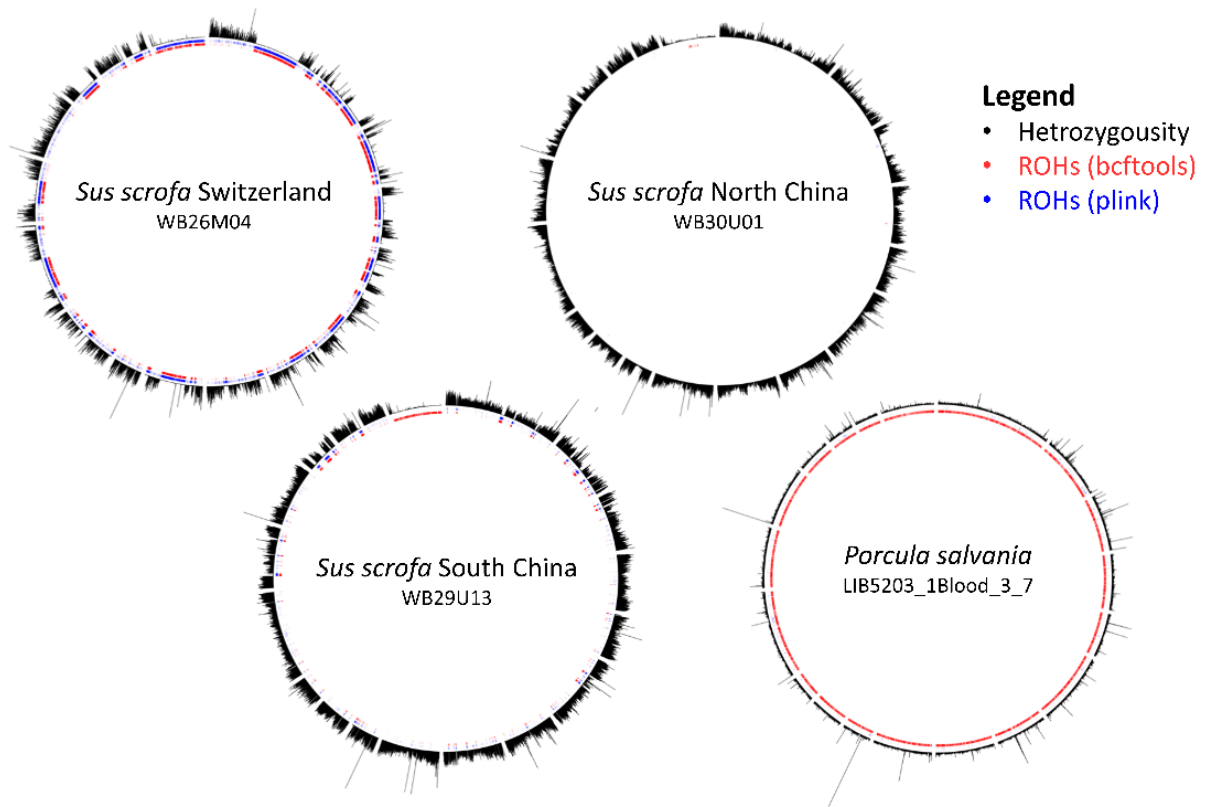 Sus scrofa Switzerland
WB26M04
Sus scrofa North China
WB30U01
Legend
• Hetrozygousity
• ROHs (bcftools)
• ROHs (plink)
Sus scrofa South China
WB29U13
Porcula salvania
LIB5203_1Blood_3_7